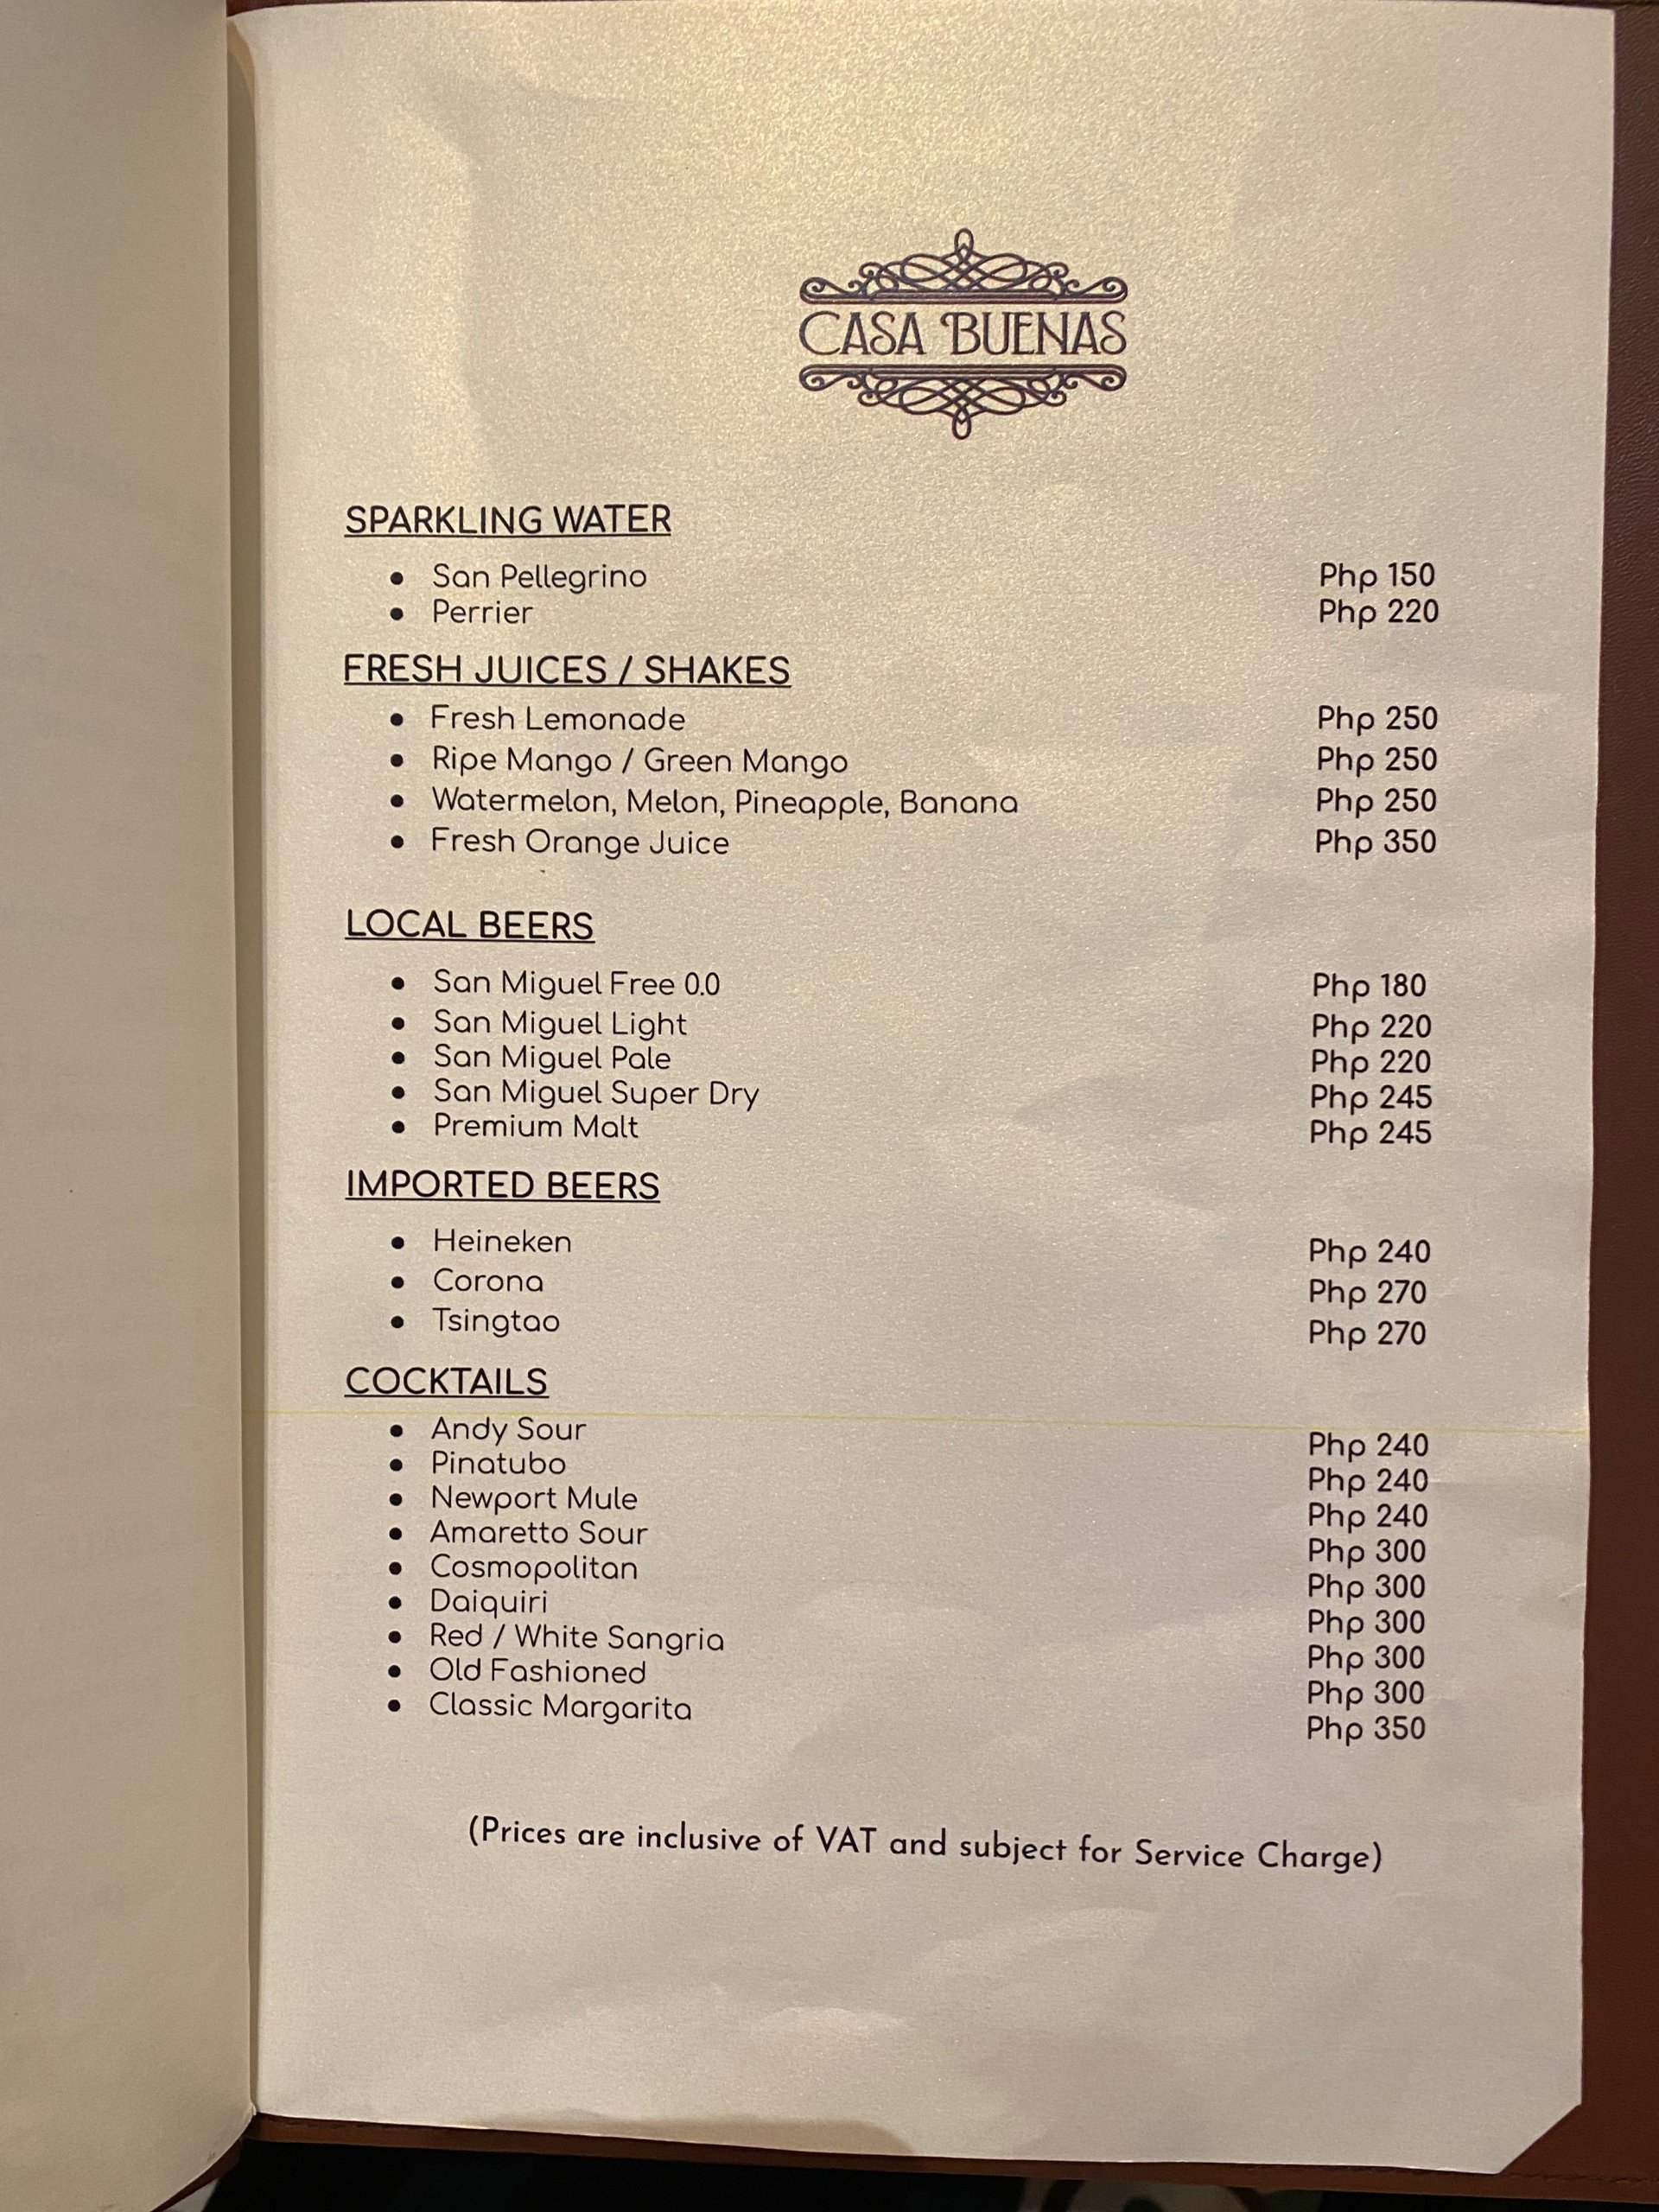 CASA BUENAS
SPARKLING WATER
• San Pellegrino Php 150
• Perrier Php 220
FRESH JUICES / SHAKES
• Fresh Lemonade Php 250
• Ripe Mango / Green Mango Php 250
• Watermelon, Melon, Pineapple, Banana Php 250
• Fresh Orange Juice Php 350
LOCAL BEERS
• San Miguel Free 0.0 Php 180
• San Miguel Light Php 220
• San Miguel Pale Php 220
• San Miguel Super Dry Php 245
• Premium Malt Php 245
IMPORTED BEERS
• Heineken Php 240
• Corona Php 270
• Tsingtao Php 270
COCKTAILS
• Andy Sour Php 240
• Pinatubo Php 240
• Newport Mule Php 240
• Amaretto Sour Php 300
• Cosmopolitan Php 300
• Daiquiri Php 300
• Red / White Sangria Php 300
• Old Fashioned Php 300
• Classic Margarita Php 350
(Prices are inclusive of VAT and subject for Service Charge)